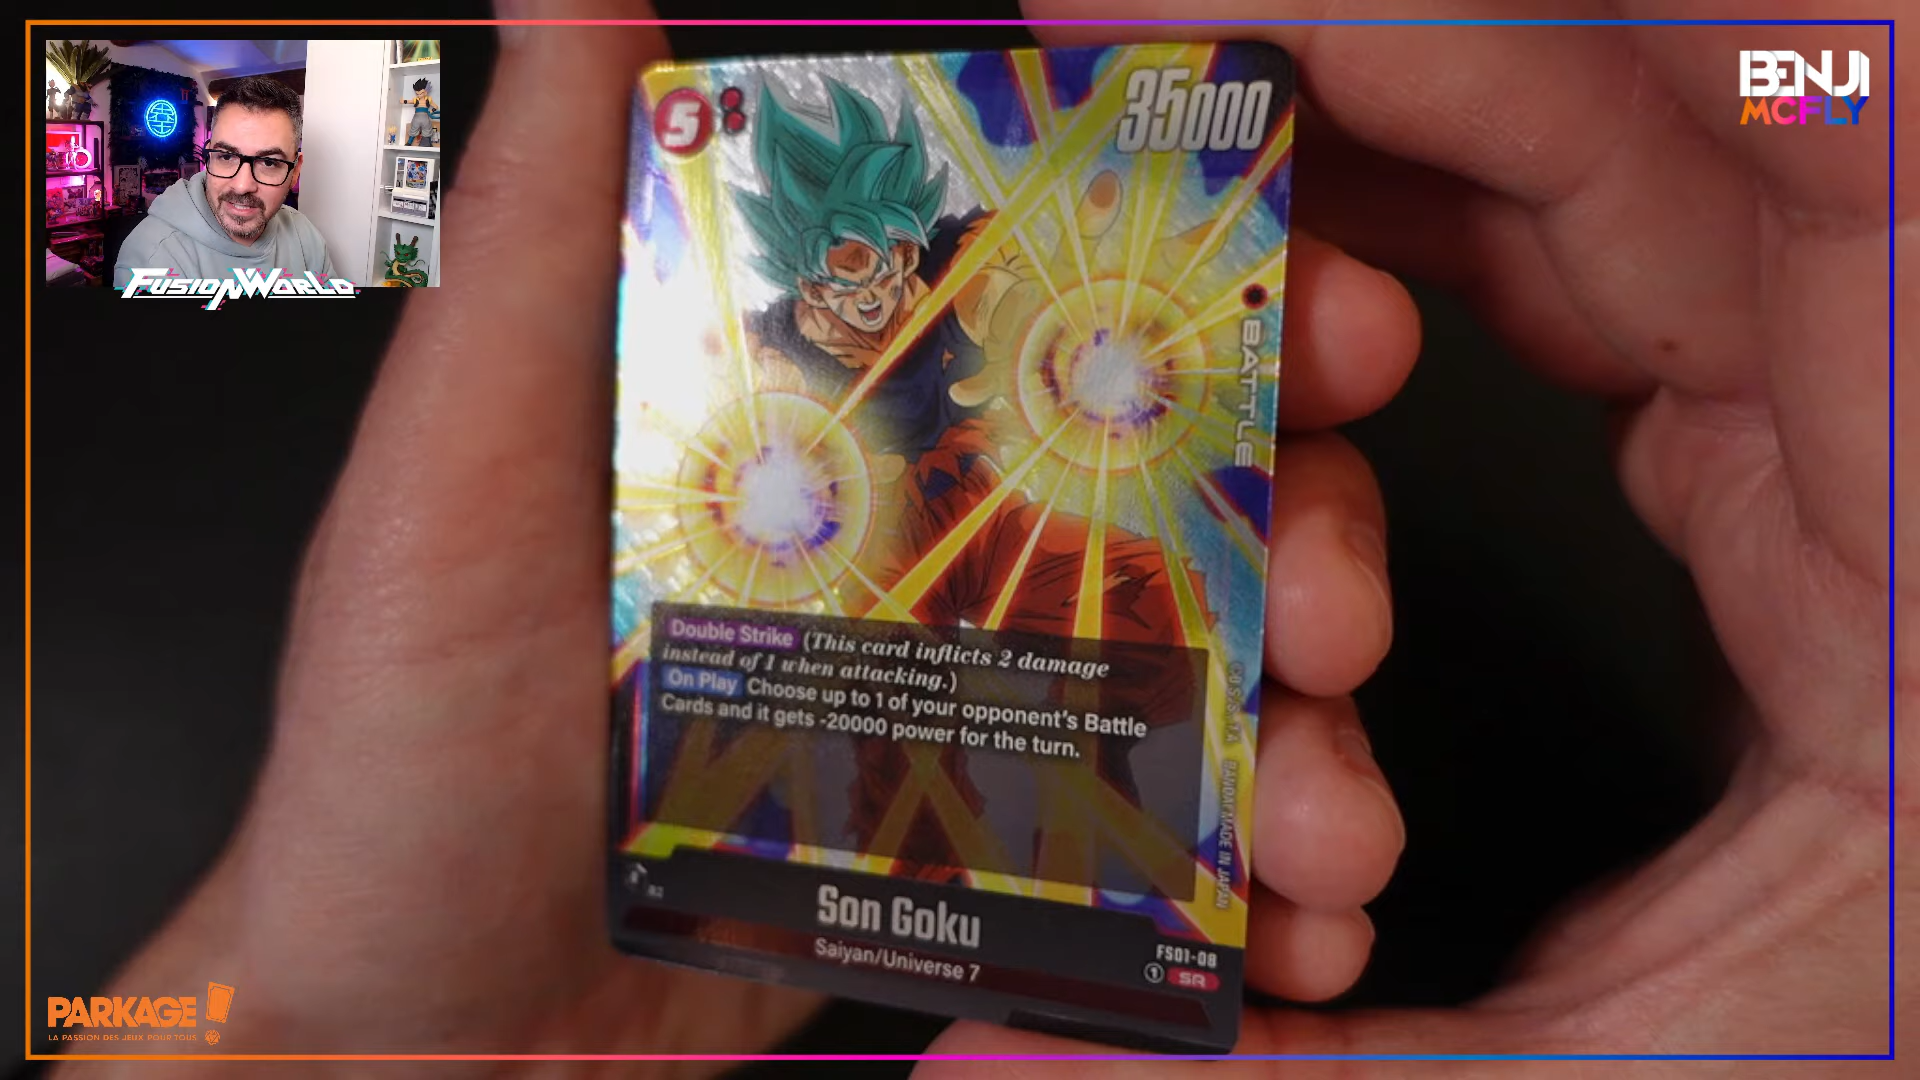 BENJI
MCFLY
FUSIONWORLD
5
35000
BATTLE
Double Strike (This card inflicts 2 damage
instead of 1 when attacking.)
On Play Choose up to 1 of your opponent's Battle
Cards and it gets -20000 power for the turn.
BANDAI MADE IN JAPAN
Son Goku
Saiyan/Universe 7
FS01-08
1 SR
PARKAGE
LA PASSION DES JEUX POUR TOUS